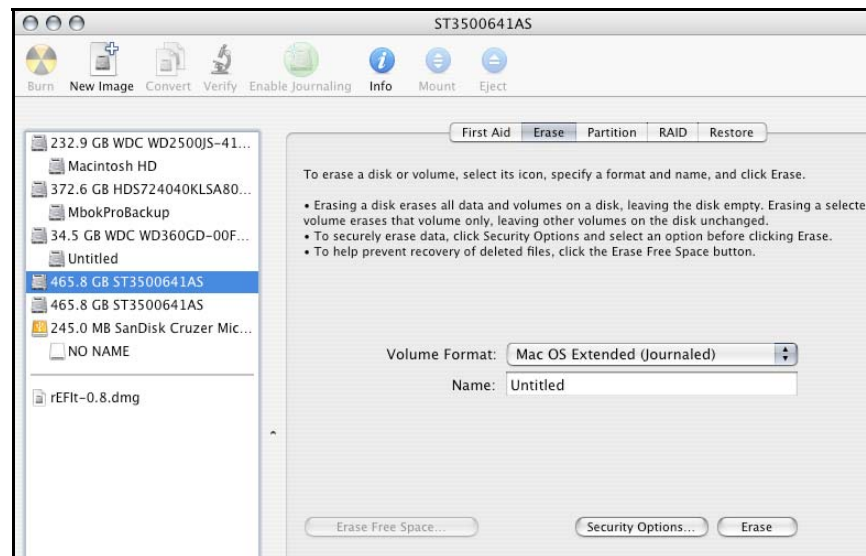 ST3500641AS
Burn New Image Convert Verify Enable Journaling Info Mount Eject
232.9 GB WDC WD2500JS-41...
Macintosh HD
372.6 GB HDS724040KLSA80...
MbokProBackup
34.5 GB WDC WD360GD-00F...
Untitled
465.8 GB ST3500641AS
465.8 GB ST3500641AS
245.0 MB SanDisk Cruzer Mic...
NO NAME
rEFIt-0.8.dmg
First Aid Erase Partition RAID Restore
To erase a disk or volume, select its icon, specify a format and name, and click Erase.
• Erasing a disk erases all data and volumes on a disk, leaving the disk empty. Erasing a selecte
volume erases that volume only, leaving other volumes on the disk unchanged.
• To securely erase data, click Security Options and select an option before clicking Erase.
• To help prevent recovery of deleted files, click the Erase Free Space button.
Volume Format: Mac OS Extended (Journaled)
Name: Untitled
Erase Free Space... Security Options... Erase